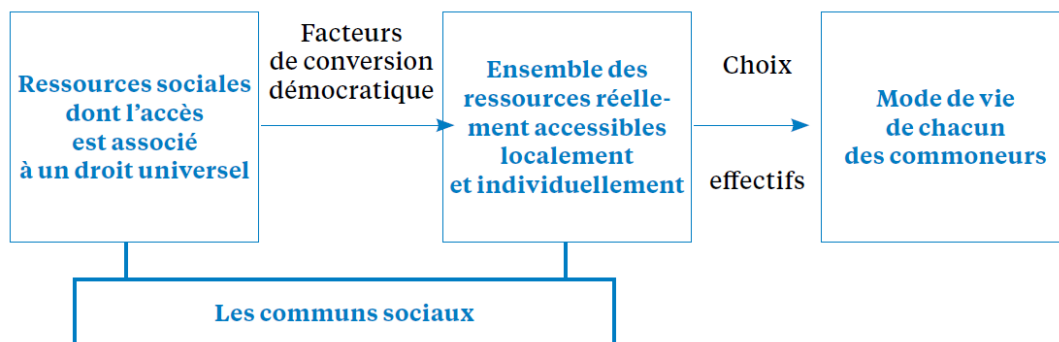 Ressources sociales
dont l’accès
est associé
à un droit universel
Facteurs
de conversion
démocratique
Ensemble des
ressources réelle-
ment accessibles
localement
et individuellement
Choix
effectifs
Mode de vie
de chacun
des commoneurs
Les communs sociaux